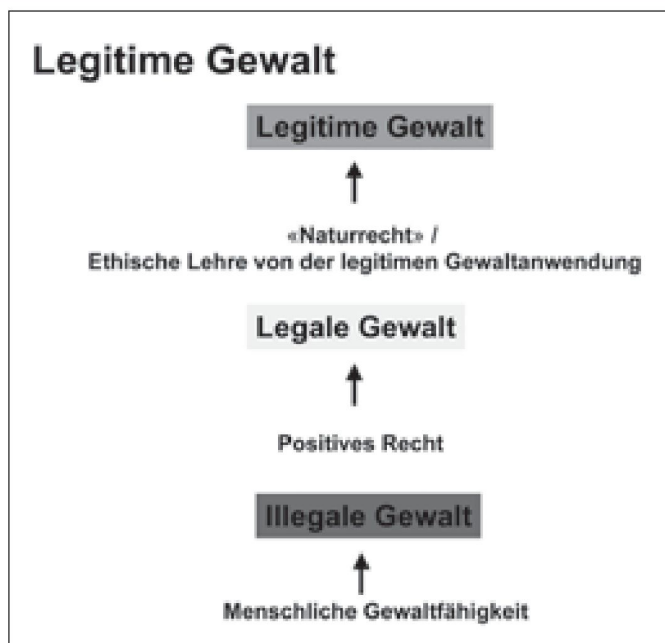 Legitime Gewalt
Legitime Gewalt
«Naturrecht» /
Ethische Lehre von der legitimen Gewaltanwendung
Legale Gewalt
Positives Recht
Illegale Gewalt
Menschliche Gewaltfähigkeit